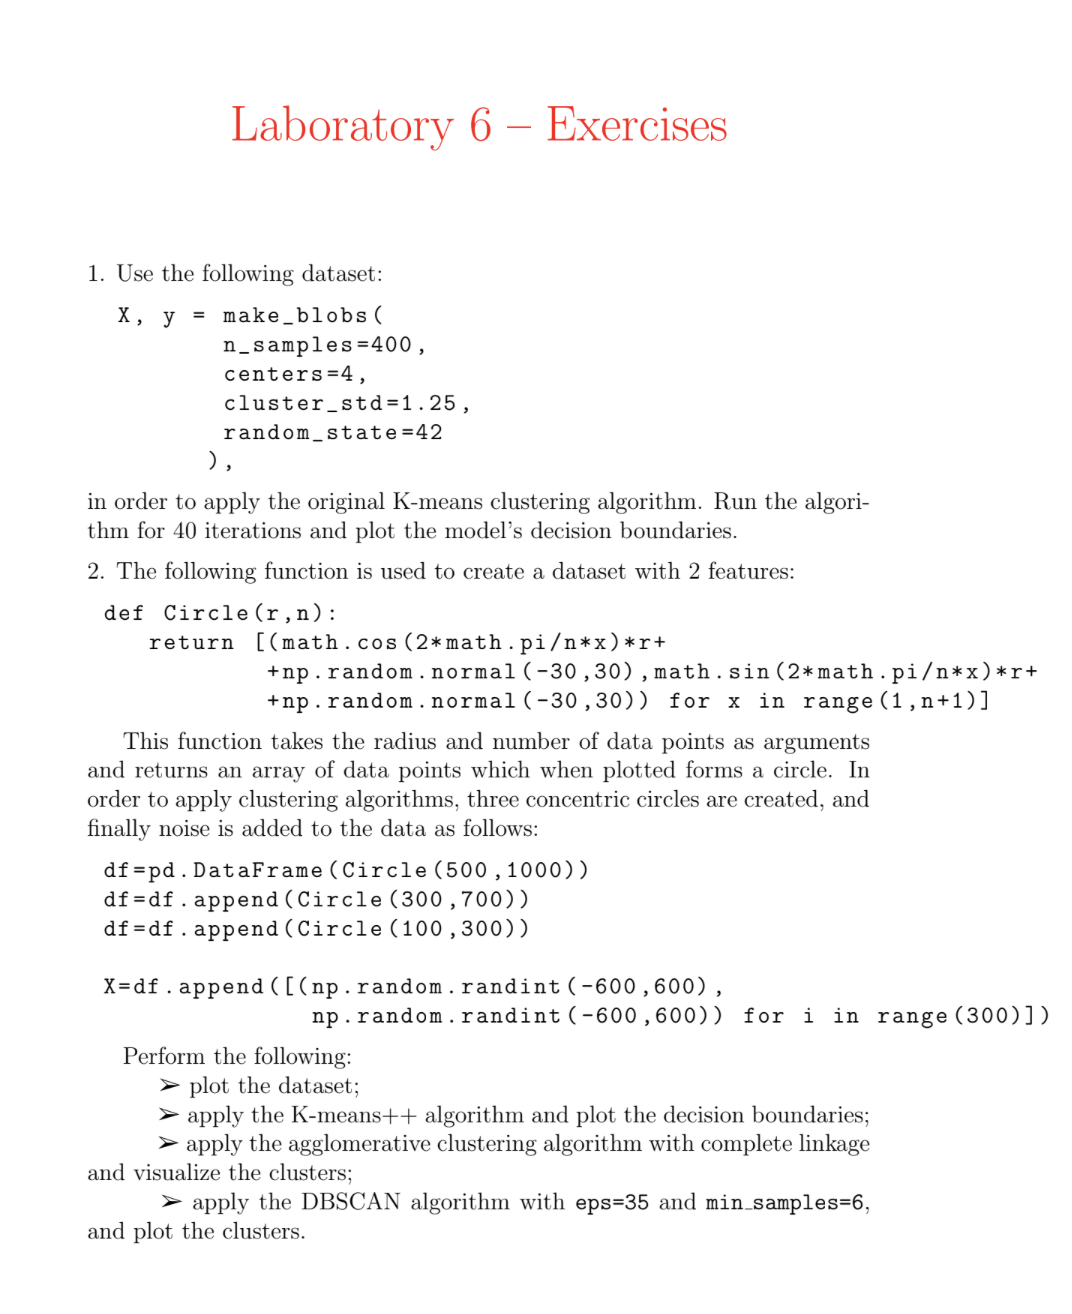 Laboratory 6 – Exercises
1. Use the following dataset:
X, y = make_blobs(
n_samples=400,
centers=4,
cluster_std=1.25,
random_state=42
),
in order to apply the original K-means clustering algorithm. Run the algori-
thm for 40 iterations and plot the model's decision boundaries.
2. The following function is used to create a dataset with 2 features:
def Circle(r,n):
return [(math.cos(2*math.pi/n*x)*r+
+np.random.normal(-30,30),math.sin(2*math.pi/n*x)*r+
+np.random.normal(-30,30)) for x in range(1,n+1)]
This function takes the radius and number of data points as arguments
and returns an array of data points which when plotted forms a circle. In
order to apply clustering algorithms, three concentric circles are created, and
finally noise is added to the data as follows:
df=pd.DataFrame(Circle(500,1000))
df=df.append(Circle(300,700))
df=df.append(Circle(100,300))
X=df.append([(np.random.randint(-600,600),
np.random.randint(-600,600)) for i in range(300)])
Perform the following:
➢ plot the dataset;
➢ apply the K-means++ algorithm and plot the decision boundaries;
➢ apply the agglomerative clustering algorithm with complete linkage
and visualize the clusters;
➢ apply the DBSCAN algorithm with eps=35 and min_samples=6,
and plot the clusters.